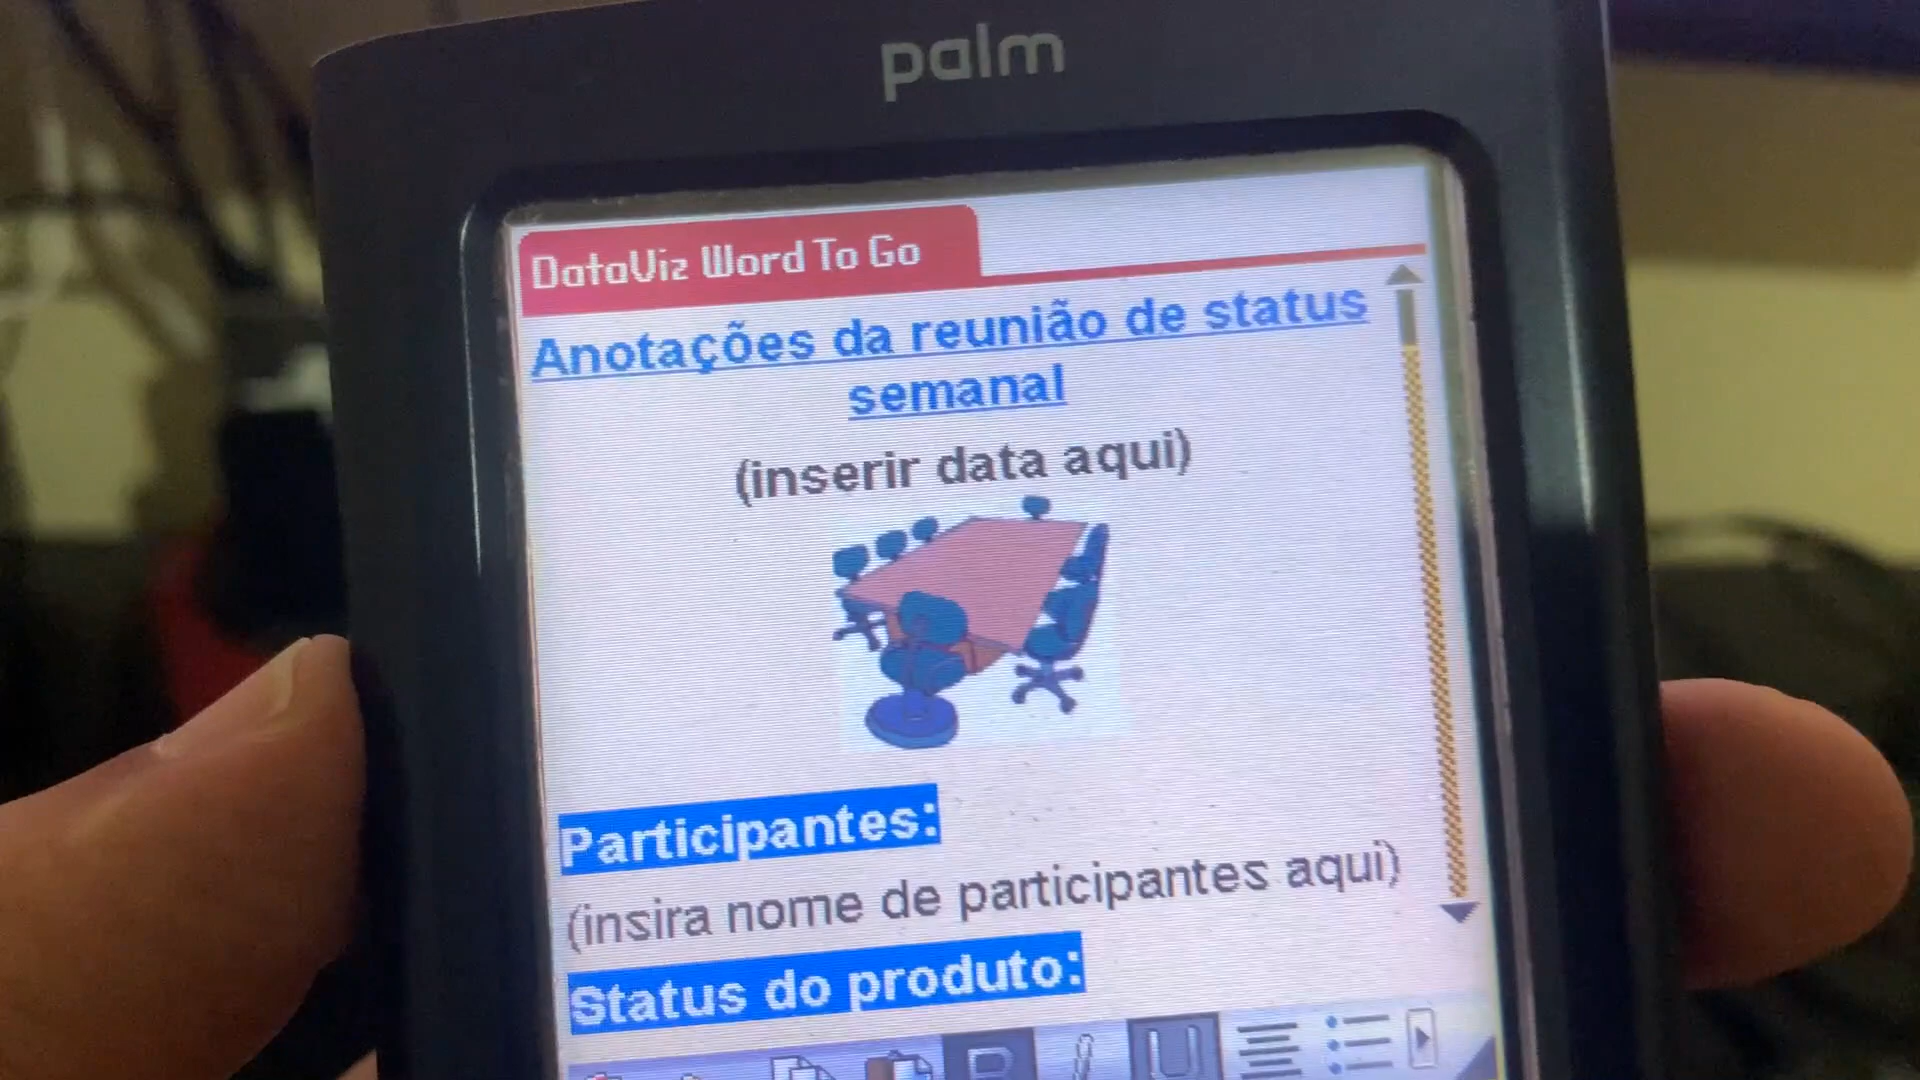 palm
DataViz Word To Go
Anotações da reunião de status
semanal
(inserir data aqui)
Participantes:
(insira nome de participantes aqui)
Status do produto:
B I U